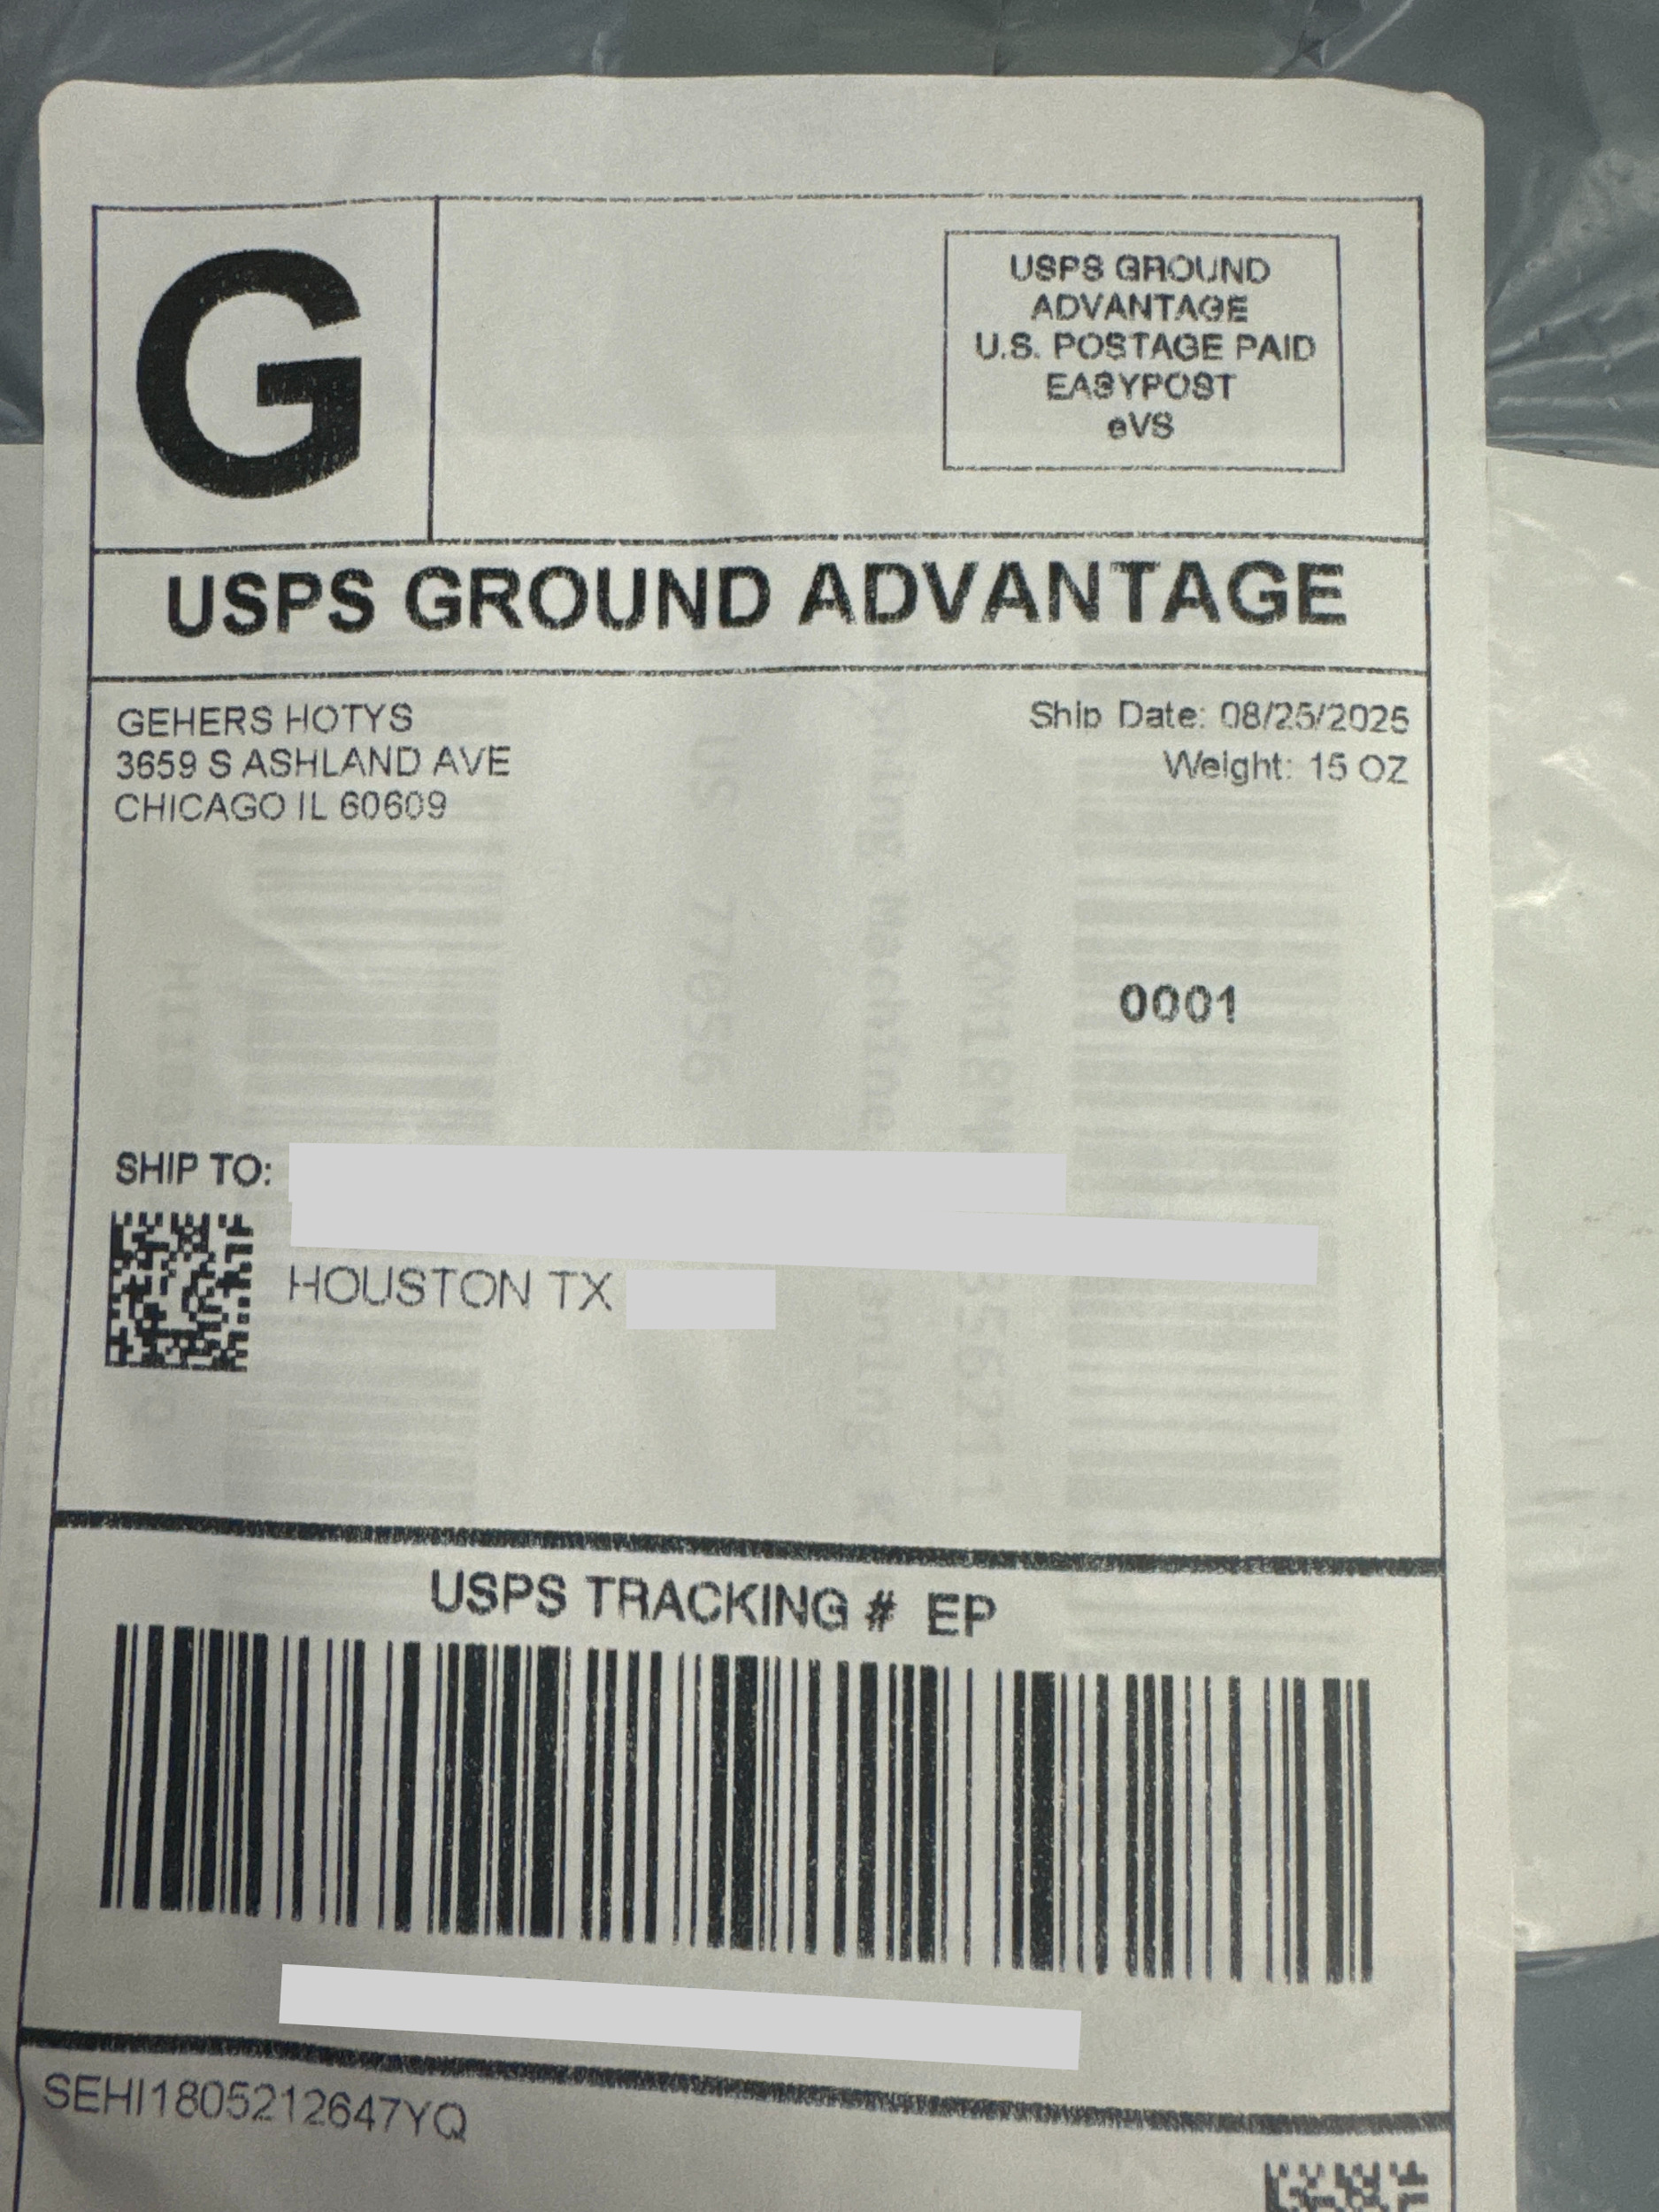 G
USPS GROUND
ADVANTAGE
U.S. POSTAGE PAID
EASYPOST
eVS
USPS GROUND ADVANTAGE
GEHERS HOTYS
3659 S ASHLAND AVE
CHICAGO IL 60609
Ship Date: 08/25/2025
Weight: 15 OZ
0001
SHIP TO:
HOUSTON TX
USPS TRACKING # EP
SEHI1805212647YQ